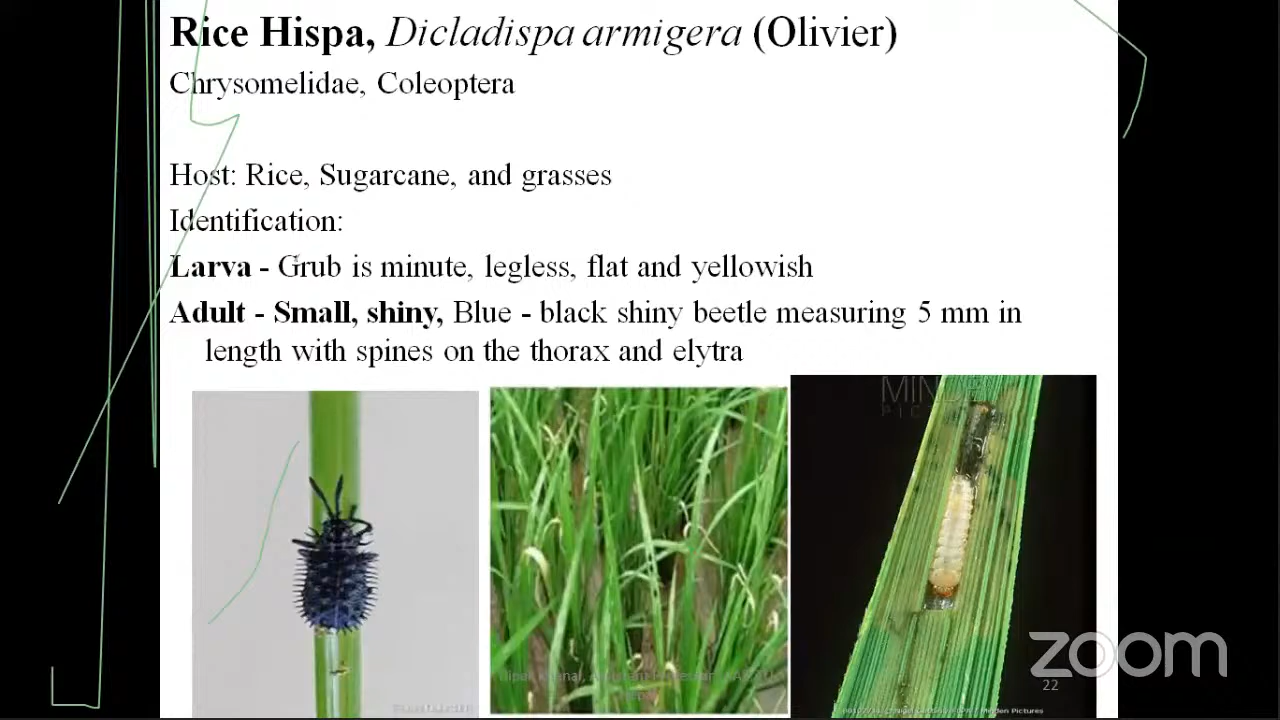 Rice Hispa, Dicladispa armigera (Olivier)
Chrysomelidae, Coleoptera
Host: Rice, Sugarcane, and grasses
Identification:
Larva - Grub is minute, legless, flat and yellowish
Adult - Small, shiny, Blue - black shiny beetle measuring 5 mm in
length with spines on the thorax and elytra
zoom
22
Minden Pictures